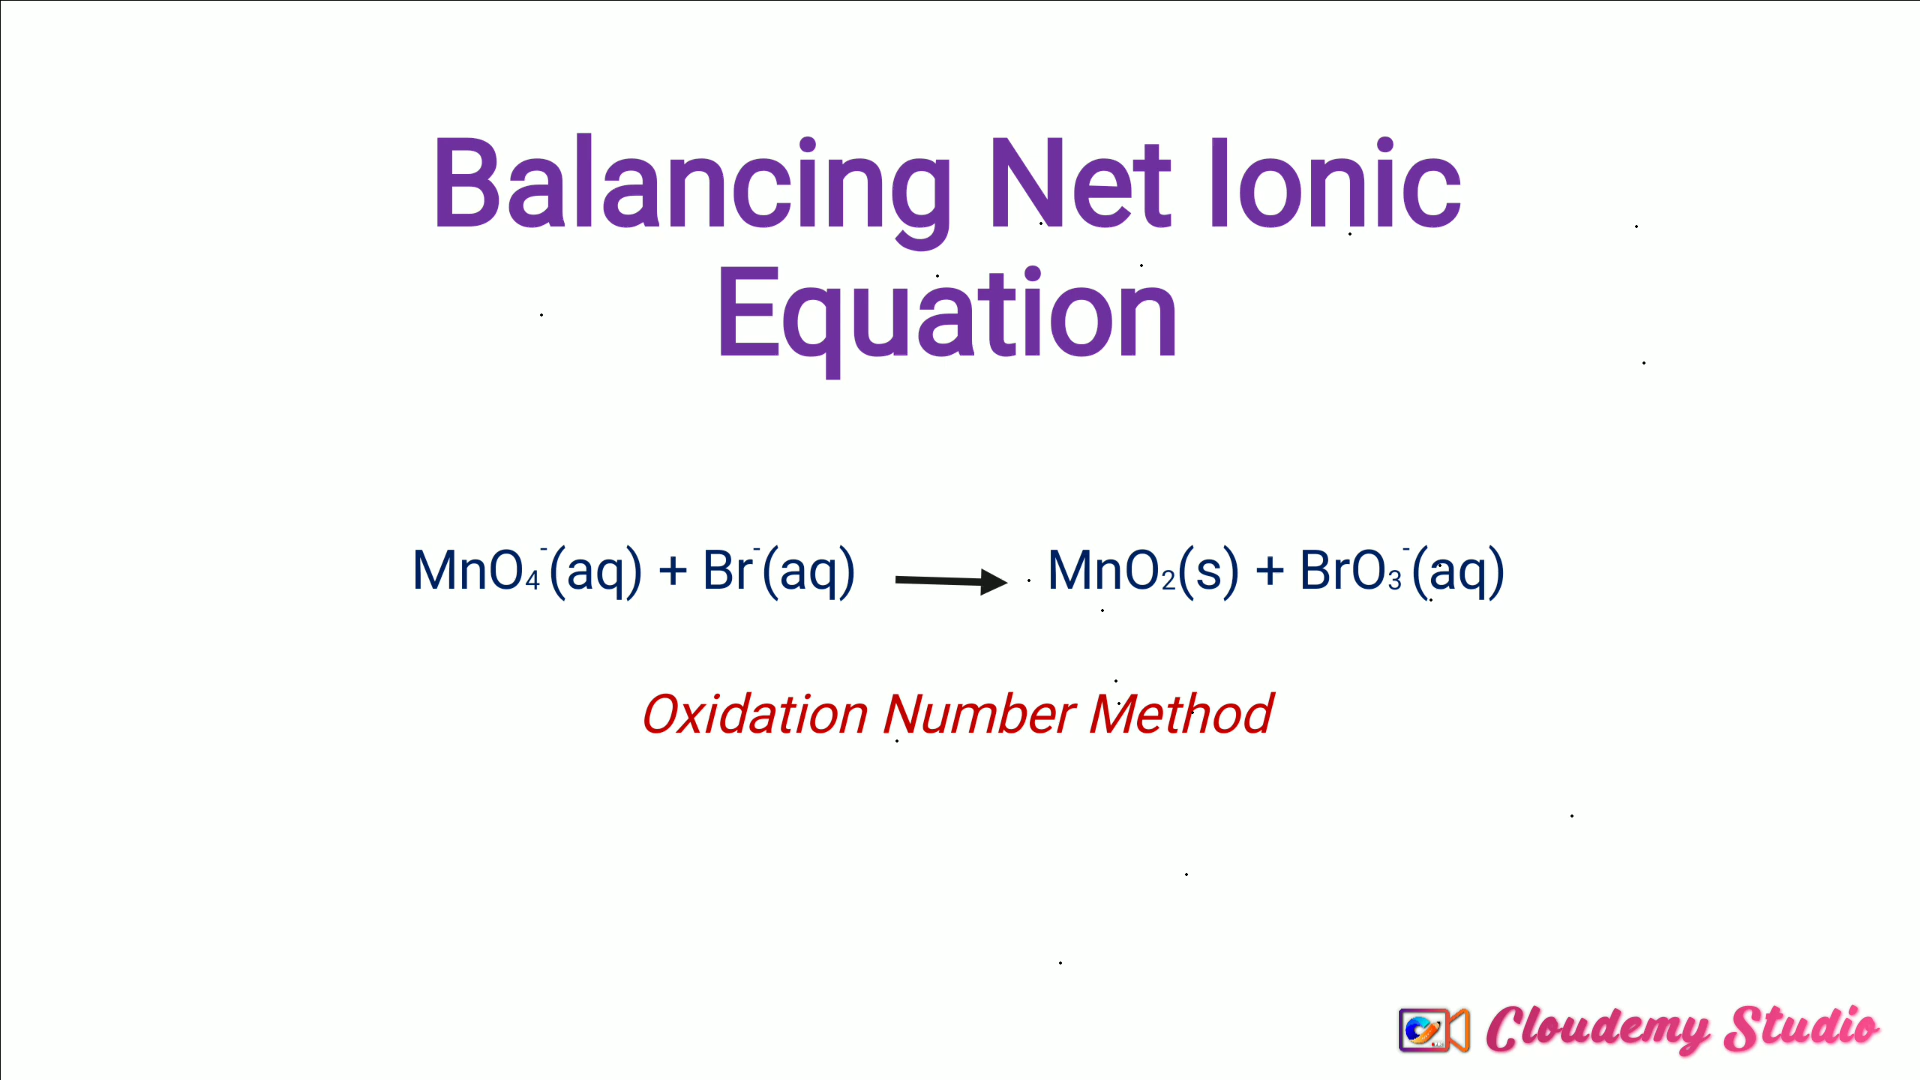 Balancing Net Ionic
Equation
MnO₄⁻(aq) + Br⁻(aq) → MnO₂(s) + BrO₃⁻(aq)
Oxidation Number Method
Cloudemy Studio